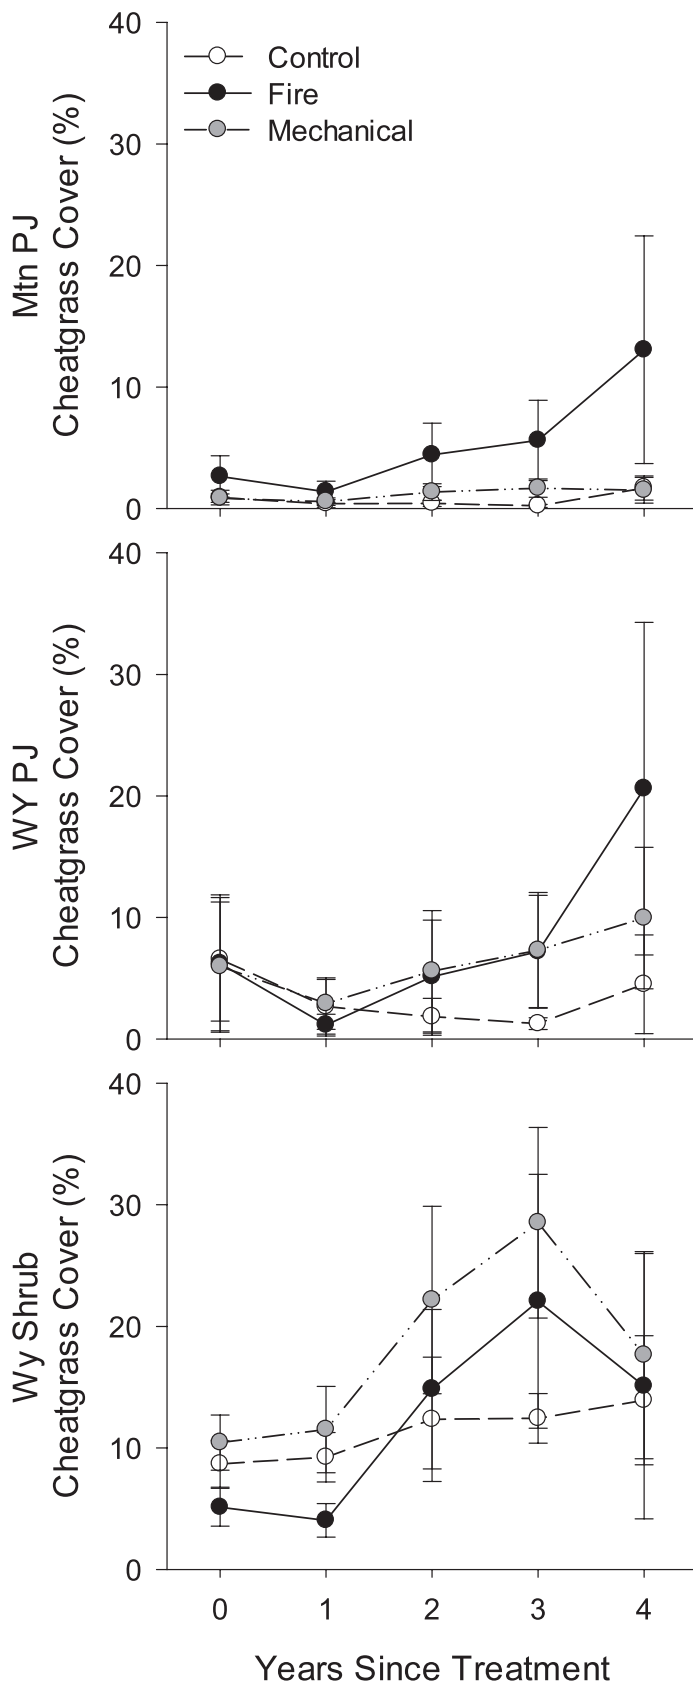 40
30
20
10
0
Mtn PJ
Cheatgrass Cover (%)
Control
Fire
Mechanical
40
30
20
10
0
WY PJ
Cheatgrass Cover (%)
40
30
20
10
0
Wy Shrub
Cheatgrass Cover (%)
0 1 2 3 4
Years Since Treatment